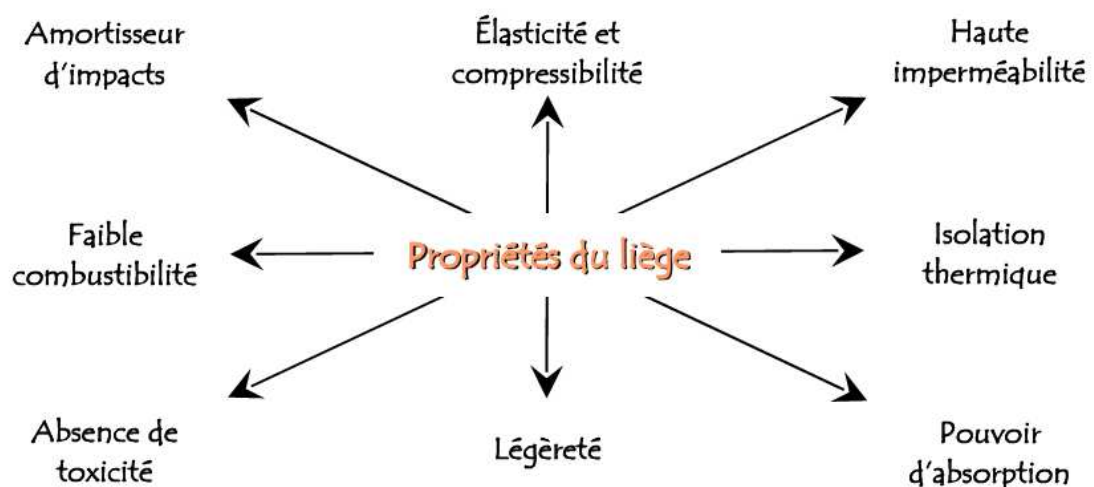 Amortisseur
d'impacts
Élasticité et
compressibilité
Haute
imperméabilité
Faible
combustibilité
Propriétés du liège
Isolation
thermique
Absence de
toxicité
Légèreté
Pouvoir
d'absorption